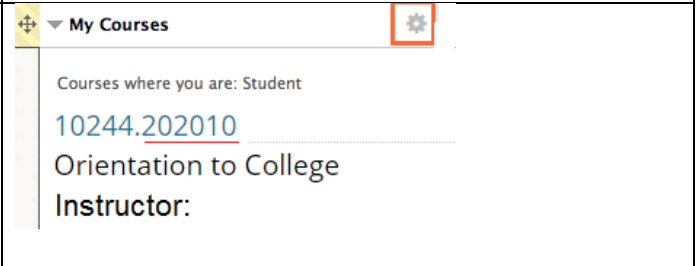 My Courses
Courses where you are: Student
10244.202010
Orientation to College
Instructor: